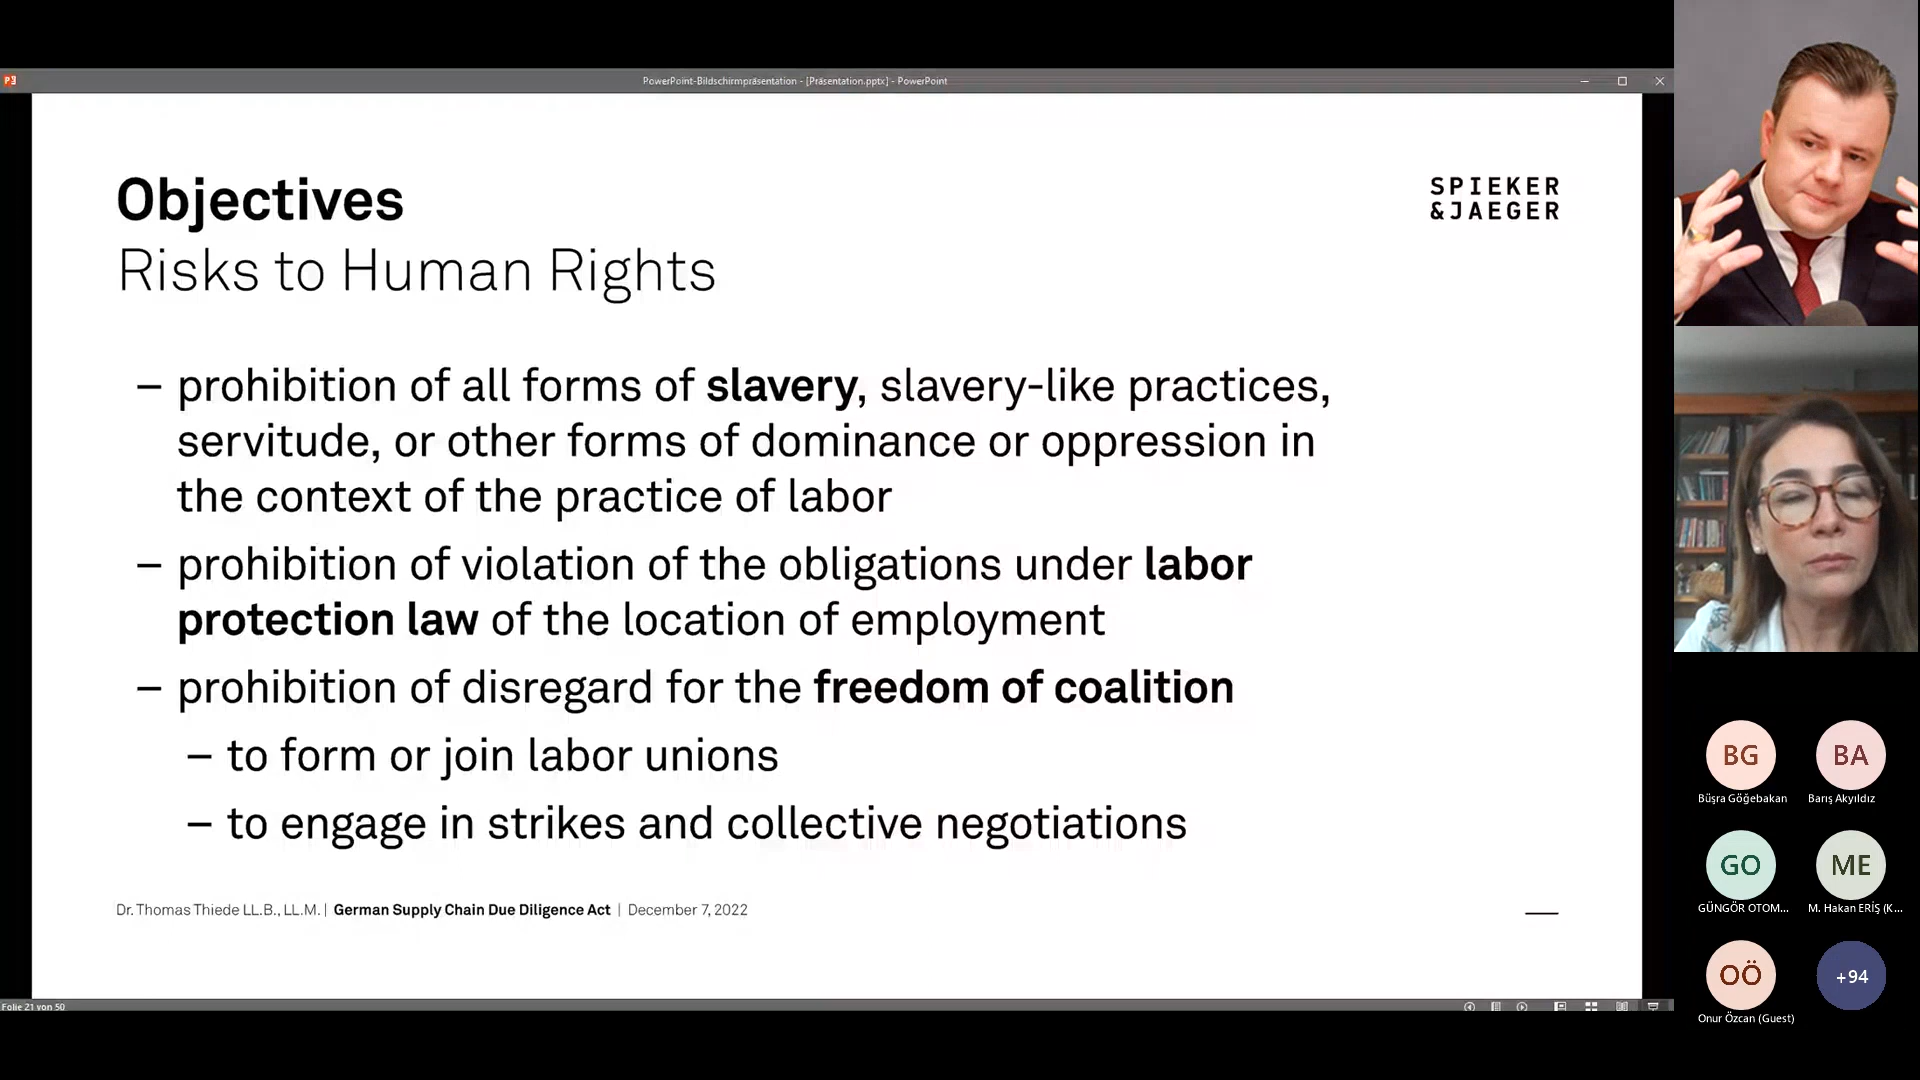 PowerPoint-Bildschirmpräsentation - [Präsentation.pptx] - PowerPoint
Objectives
SPIEKER
&JAEGER
Risks to Human Rights
– prohibition of all forms of slavery, slavery-like practices,
servitude, or other forms of dominance or oppression in
the context of the practice of labor
– prohibition of violation of the obligations under labor
protection law of the location of employment
– prohibition of disregard for the freedom of coalition
– to form or join labor unions
– to engage in strikes and collective negotiations
Dr. Thomas Thiede LL.B., LL.M. | German Supply Chain Due Diligence Act | December 7, 2022
Folie 21 von 50
BG
Büşra Göğebakan
BA
Barış Akyıldız
GO
GÜNGÖR OTOM...
ME
M. Hakan ERİŞ (K...
OÖ
Onur Özcan (Guest)
+94